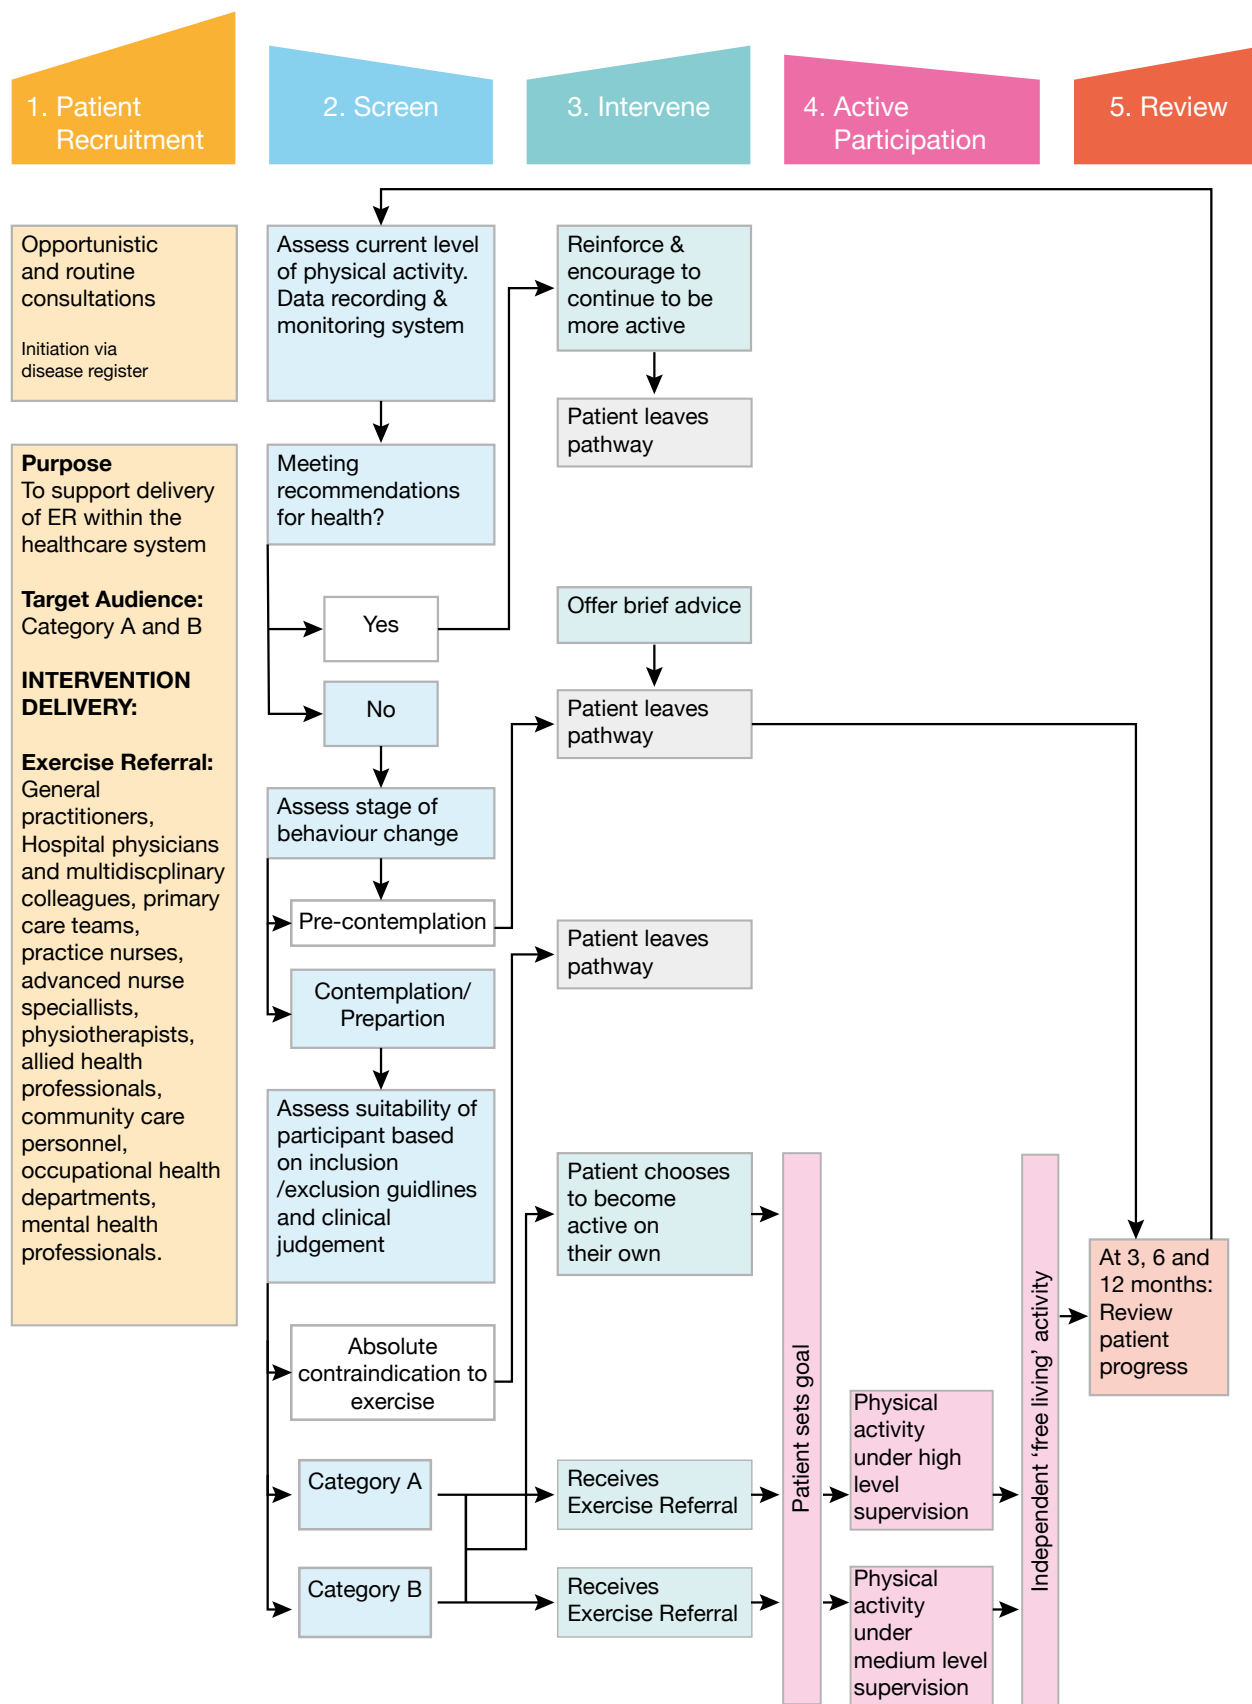 1. Patient
Recruitment
2. Screen
3. Intervene
4. Active
Participation
5. Review
Opportunistic
and routine
consultations
Initiation via
disease register
Purpose
To support delivery
of ER within the
healthcare system
Target Audience:
Category A and B
INTERVENTION
DELIVERY:
Exercise Referral:
General
practitioners,
Hospital physicians
and multidiscplinary
colleagues, primary
care teams,
practice nurses,
advanced nurse
speciallists,
physiotherapists,
allied health
professionals,
community care
personnel,
occupational health
departments,
mental health
professionals.
Assess current level
of physical activity.
Data recording &
monitoring system
Meeting
recommendations
for health?
Yes
No
Assess stage of
behaviour change
Pre-contemplation
Contemplation/
Prepartion
Assess suitability of
participant based
on inclusion
/exclusion guidlines
and clinical
judgement
Absolute
contraindication to
exercise
Category A
Category B
Reinforce &
encourage to
continue to be
more active
Patient leaves
pathway
Offer brief advice
Patient leaves
pathway
Patient leaves
pathway
Patient chooses
to become
active on
their own
Receives
Exercise Referral
Receives
Exercise Referral
Patient sets goal
Physical
activity
under high
level
supervision
Physical
activity
under
medium level
supervision
Independent ‘free living’ activity
At 3, 6 and
12 months:
Review
patient
progress